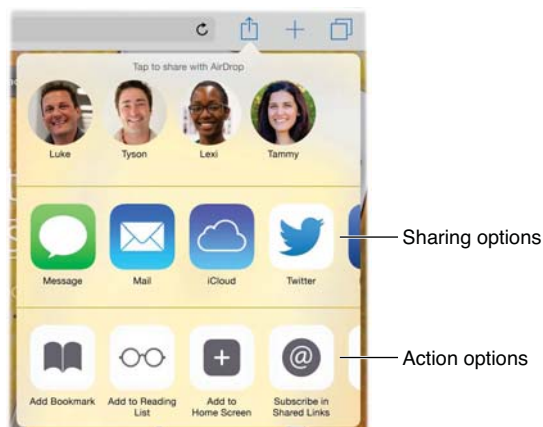 Tap to share with AirDrop
Luke Tyson Lexi Tammy
Message Mail iCloud Twitter
Sharing options
@
Add Bookmark Add to Reading List Add to Home Screen Subscribe in Shared Links
Action options